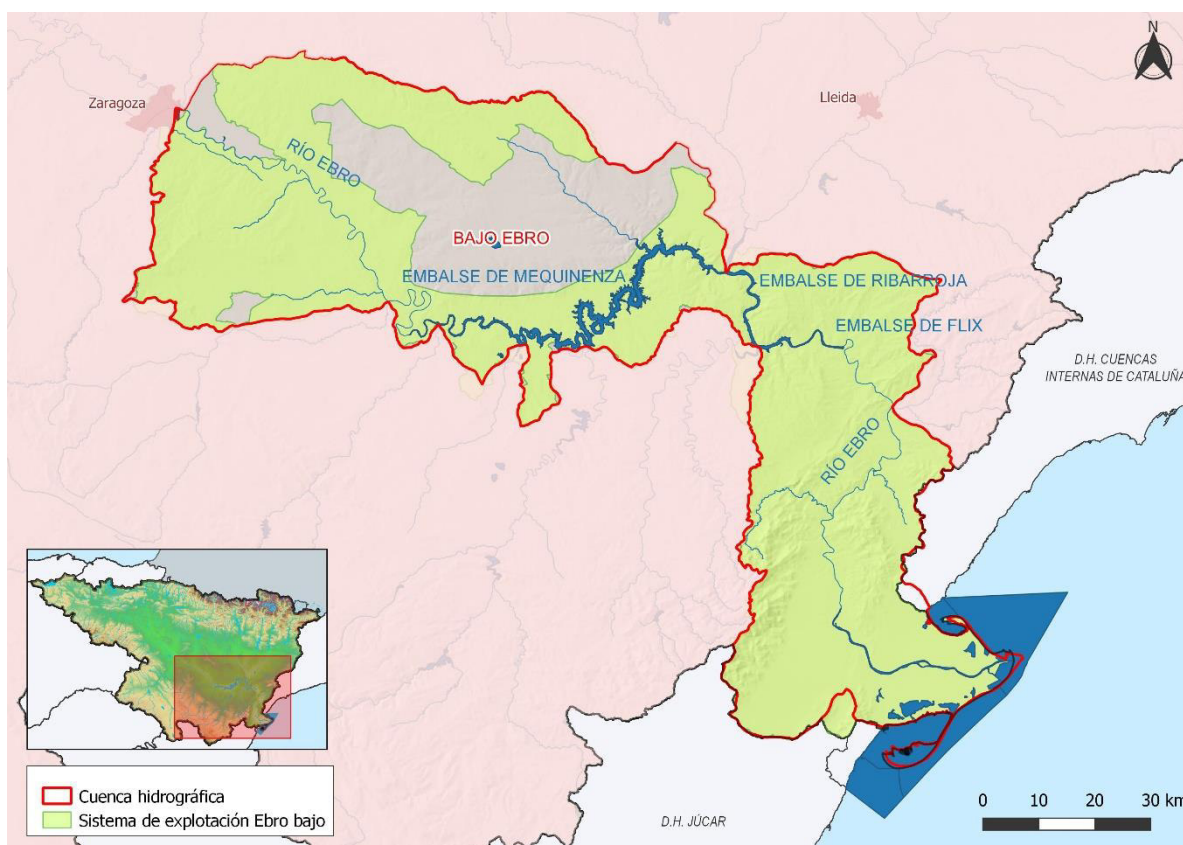 N
Zaragoza
Lleida
RÍO EBRO
BAJO EBRO
EMBALSE DE MEQUINENZA
EMBALSE DE RIBARROJA
EMBALSE DE FLIX
D.H. CUENCAS
INTERNAS DE CATALUÑA
RÍO EBRO
Cuenca hidrográfica
Sistema de explotación Ebro bajo
D.H. JÚCAR
0 10 20 30 km